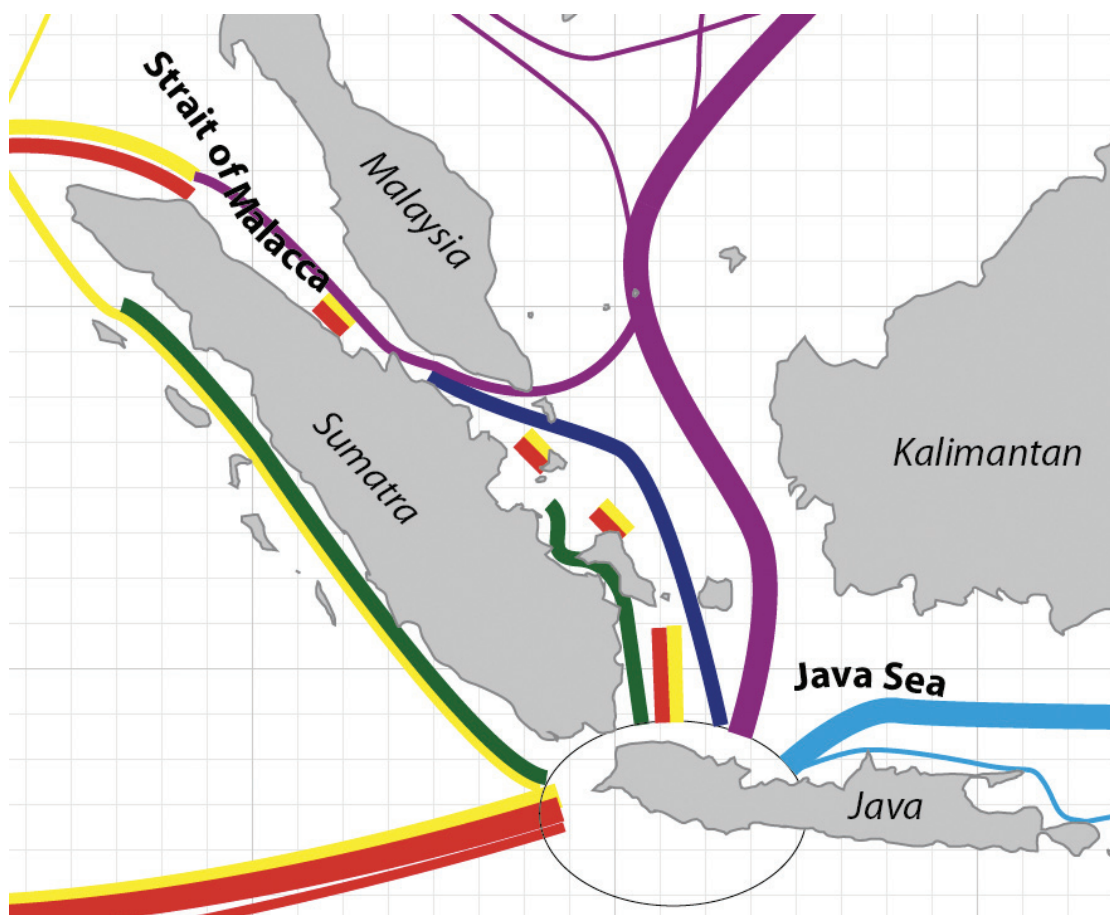 Strait of Malacca
Malaysia
Sumatra
Kalimantan
Java Sea
Java